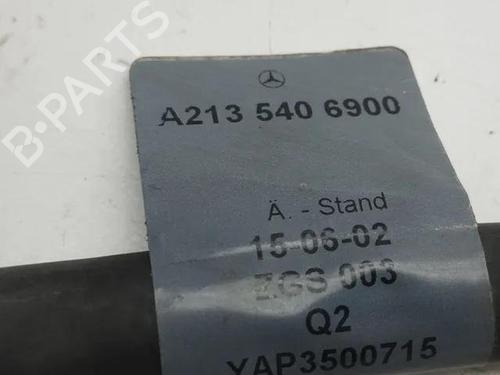 B-PARTS
A213 540 6900
Ä. - Stand
15-06-02
ZGS 003
Q2
YAP3500715